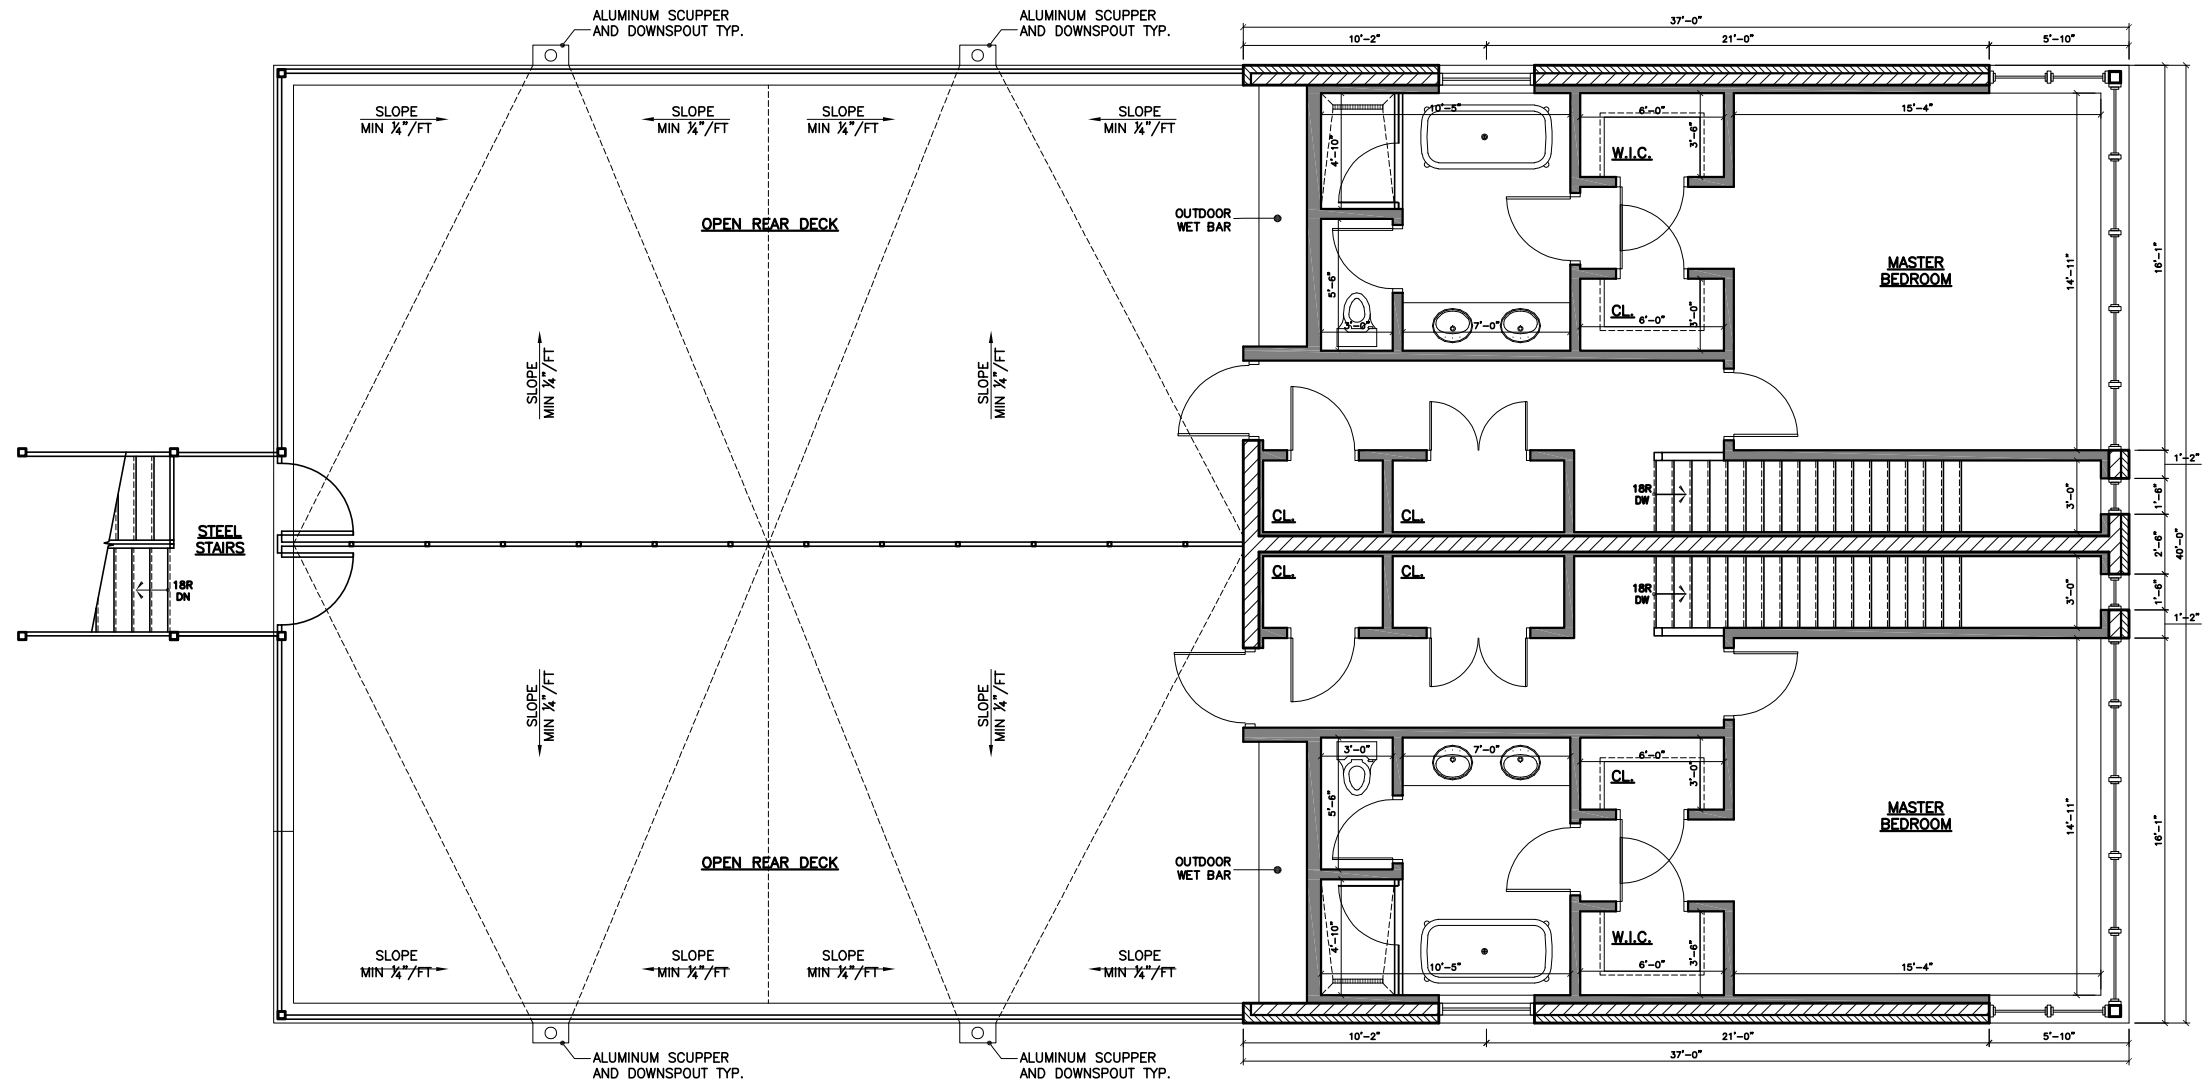 ALUMINUM SCUPPER
AND DOWNSPOUT TYP.
ALUMINUM SCUPPER
AND DOWNSPOUT TYP.
37'-0"
10'-2"
21'-0"
5'-10"
SLOPE
MIN ¼"/FT
SLOPE
MIN ¼"/FT
SLOPE
MIN ¼"/FT
SLOPE
MIN ¼"/FT
10'-5"
6'-0"
15'-4"
4'-10"
3'-6"
W.I.C.
OPEN REAR DECK
OUTDOOR
WET BAR
MASTER
BEDROOM
14'-11"
16'-1"
5'-6"
3'-0"
7'-0"
CL.
6'-0"
3'-0"
SLOPE
MIN ¼"/FT
SLOPE
MIN ¼"/FT
1'-2"
18R
DW
3'-0"
1'-6"
CL.
CL.
STEEL
STAIRS
2'-6"
40'-0"
18R
DN
CL.
CL.
18R
DW
3'-0"
1'-6"
1'-2"
SLOPE
MIN ¼"/FT
SLOPE
MIN ¼"/FT
3'-0"
7'-0"
6'-0"
CL.
3'-0"
5'-6"
MASTER
BEDROOM
14'-11"
16'-1"
OPEN REAR DECK
OUTDOOR
WET BAR
W.I.C.
4'-10"
3'-6"
SLOPE
MIN ¼"/FT
SLOPE
MIN ¼"/FT
SLOPE
MIN ¼"/FT
SLOPE
MIN ¼"/FT
10'-5"
6'-0"
15'-4"
10'-2"
21'-0"
5'-10"
37'-0"
ALUMINUM SCUPPER
AND DOWNSPOUT TYP.
ALUMINUM SCUPPER
AND DOWNSPOUT TYP.